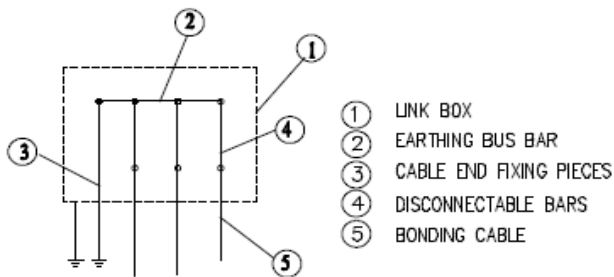 2
1
3
4
5
1 LINK BOX
2 EARTHING BUS BAR
3 CABLE END FIXING PIECES
4 DISCONNECTABLE BARS
5 BONDING CABLE